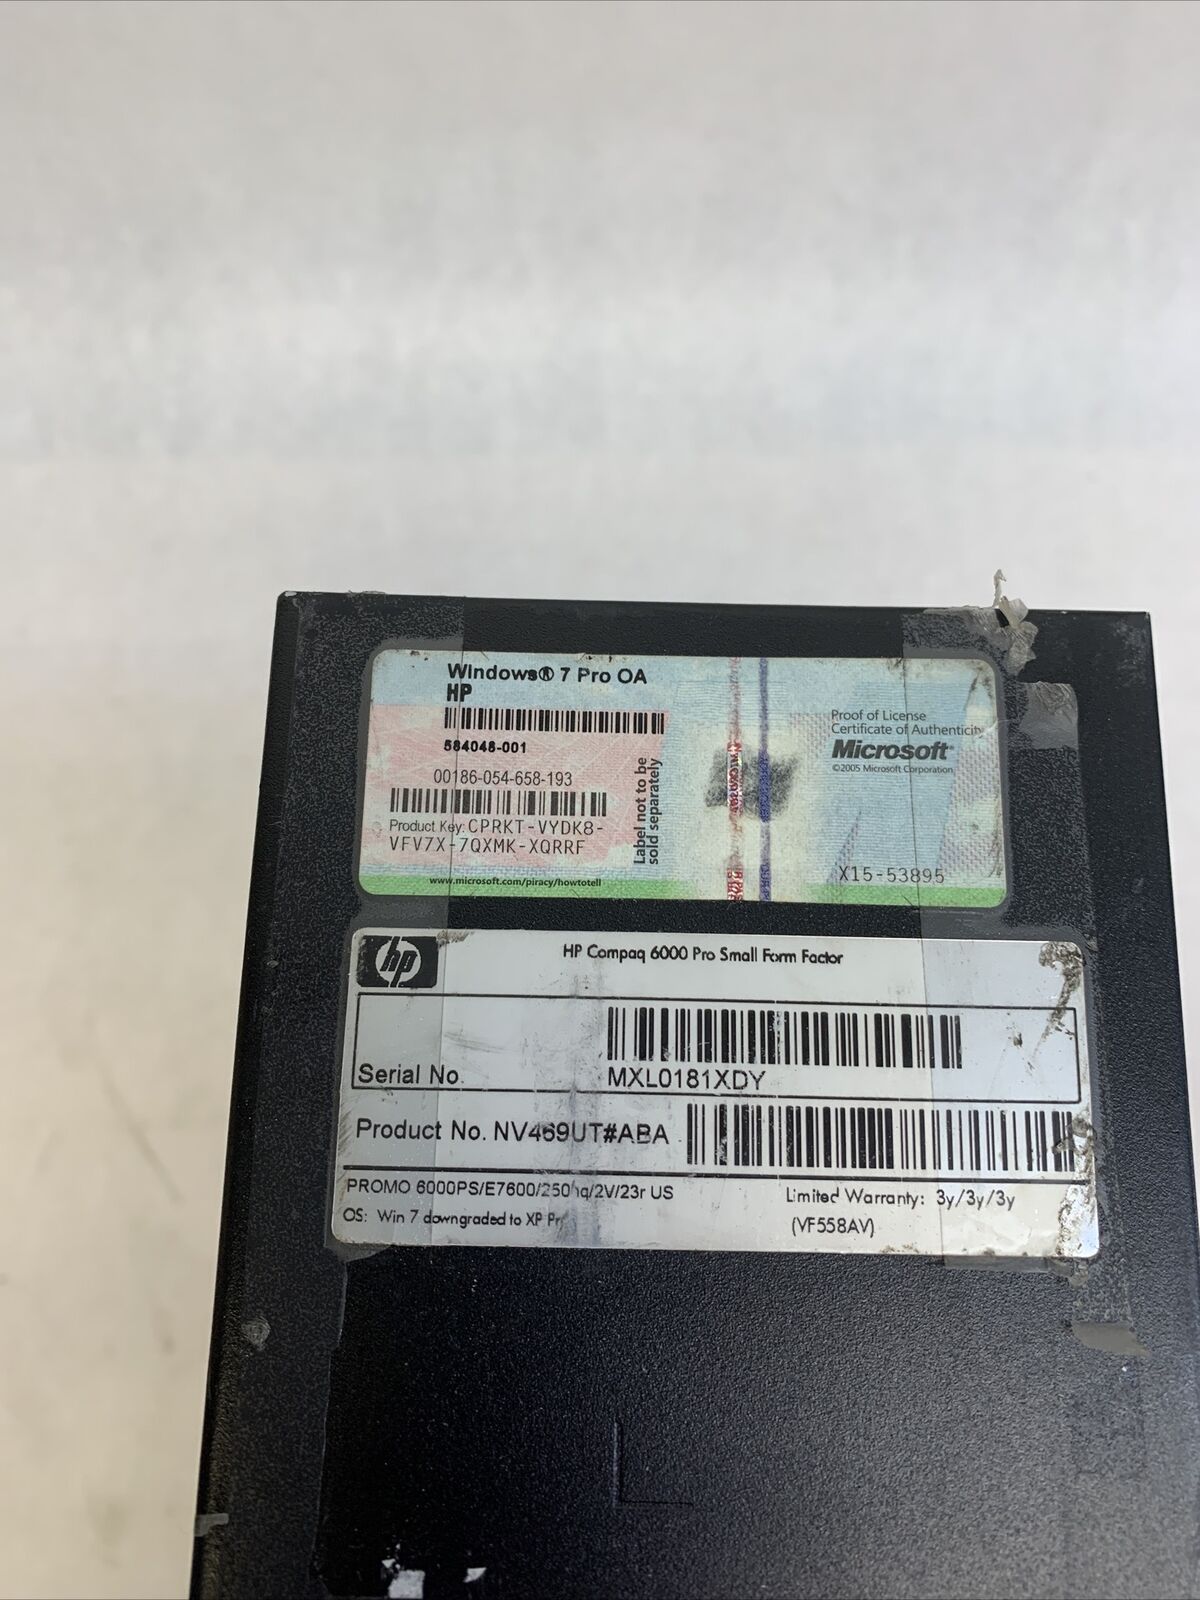 Windows® 7 Pro OA
HP
584048-001
00186-054-658-193
Product Key: CPRKT-VYDK8-
VFV7X-7QXMK-XQRRF
www.microsoft.com/piracy/howtotell
Label not to be
sold separately
Proof of License
Certificate of Authenticity
Microsoft®
©2005 Microsoft Corporation
X15-53895
hp
HP Compaq 6000 Pro Small Form Factor
Serial No.
MXL0181XDY
Product No. NV469UT#ABA
PROMO 6000PS/E7600/250hq/2V/23r US
OS: Win 7 downgraded to XP
Limited Warranty: 3y/3y/3y
(VF558AV)